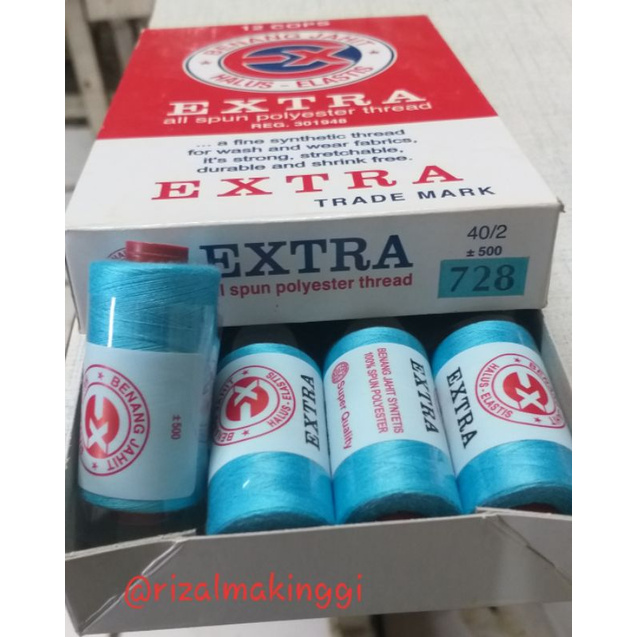 12 COPS
BENANG JAHIT
HALUS - ELASTIS
EXTRA
all spun polyester thread
REG. 301948
... a fine synthetic thread
for wash and wear fabrics,
it's strong, stretchable,
durable and shrink free.
EXTRA
TRADE MARK
EXTRA
all spun polyester thread
40/2
± 500
728
BENANG JAHIT
± 500
HALUS - ELASTIS
EXTRA
Super Quality
100% SPUN POLYESTER
BENANG JAHIT SYNTETIS
EXTRA
EXTRA
HALUS - ELASTIS
@rizalmakinggi